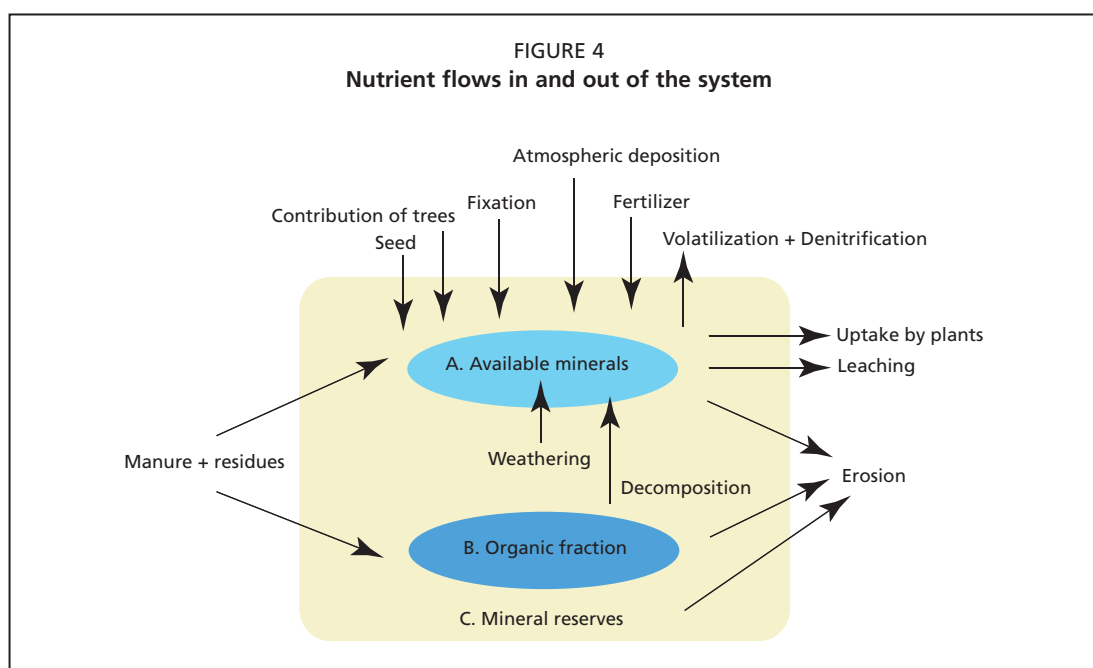 FIGURE 4
Nutrient flows in and out of the system
Atmospheric deposition
Fixation
Fertilizer
Contribution of trees
Seed
Volatilization + Denitrification
A. Available minerals
Uptake by plants
Leaching
Manure + residues
Weathering
Decomposition
Erosion
B. Organic fraction
C. Mineral reserves